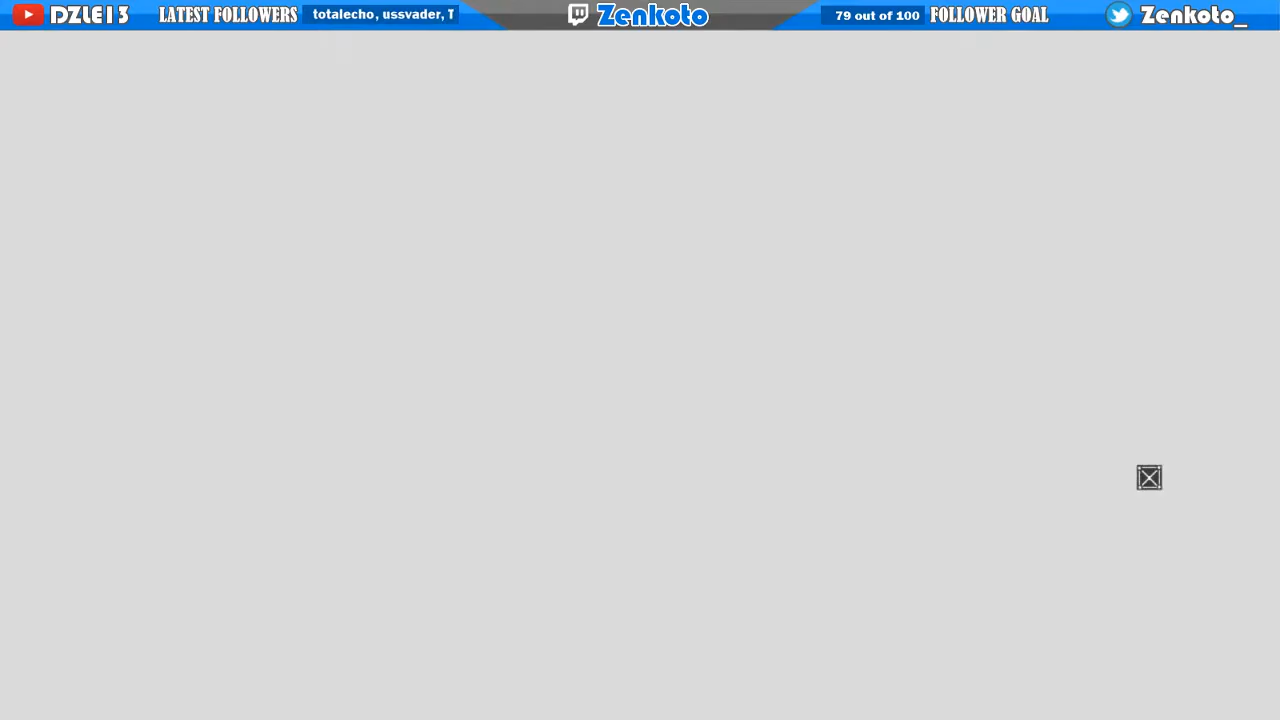 DZLE13 LATEST FOLLOWERS totalecho, ussvader, T Zenkoto 79 out of 100 FOLLOWER GOAL Zenkoto_